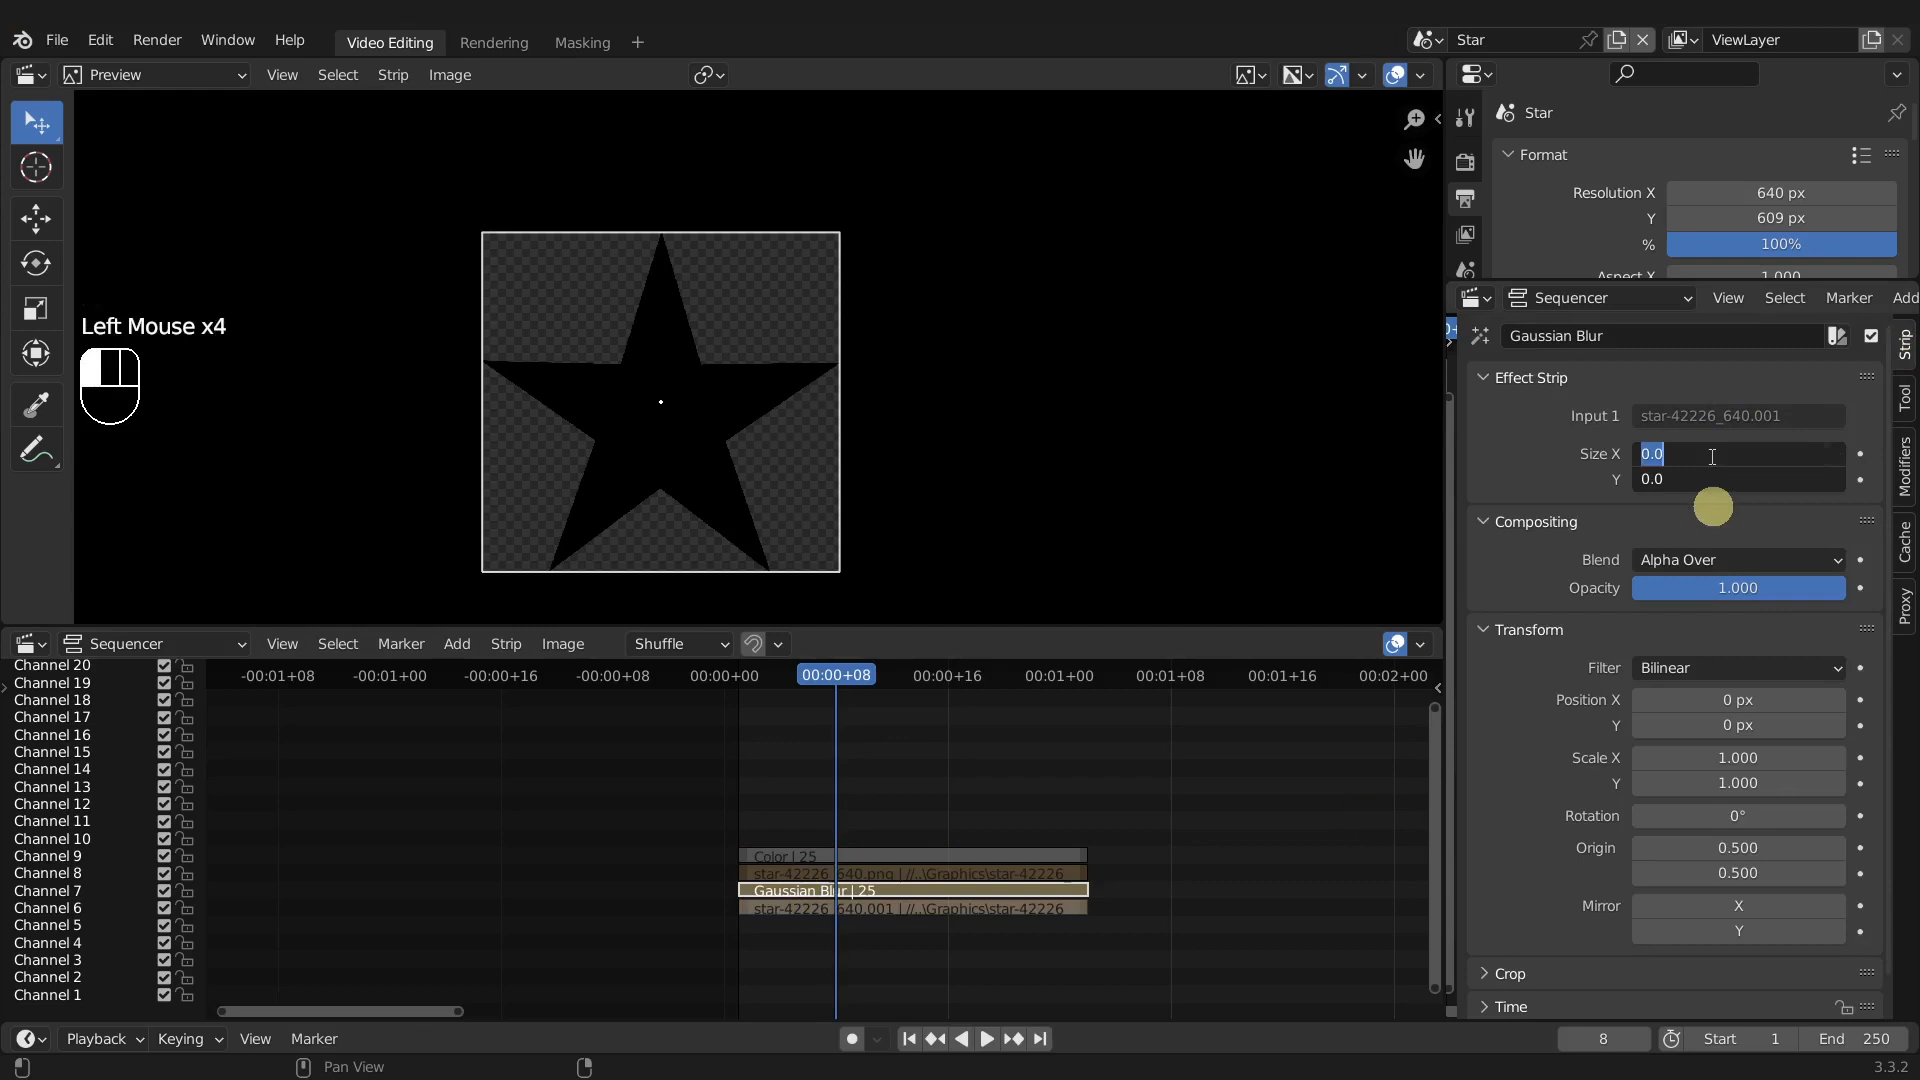 File Edit Render Window Help Video Editing Rendering Masking + Star ViewLayer
Preview View Select Strip Image
Star
Format
Resolution X 640 px
Y 609 px
% 100%
Aspect X 1.000
Left Mouse x4
Sequencer View Select Marker Add
Gaussian Blur
Effect Strip
Input 1 star-42226_640.001
Size X 0.0
Y 0.0
Compositing
Blend Alpha Over
Opacity 1.000
Transform
Filter Bilinear
Position X 0 px
Y 0 px
Scale X 1.000
Y 1.000
Rotation 0°
Origin 0.500
0.500
Mirror X
Y
Crop
Time
Strip
Tool
Modifiers
Cache
Proxy
Sequencer View Select Marker Add Strip Image Shuffle
-00:01+08 -00:01+00 -00:00+16 -00:00+08 00:00+00 00:00+08 00:00+16 00:01+00 00:01+08 00:01+16 00:02+00
Channel 20
Channel 19
Channel 18
Channel 17
Channel 16
Channel 15
Channel 14
Channel 13
Channel 12
Channel 11
Channel 10
Channel 9
Channel 8
Channel 7
Channel 6
Channel 5
Channel 4
Channel 3
Channel 2
Channel 1
Color | 25
star-42226_640.png | //..\Graphics\star-42226
Gaussian Blur | 25
star-42226_640.001 | //..\Graphics\star-42226
Playback Keying View Marker 8 Start 1 End 250
Pan View 3.3.2